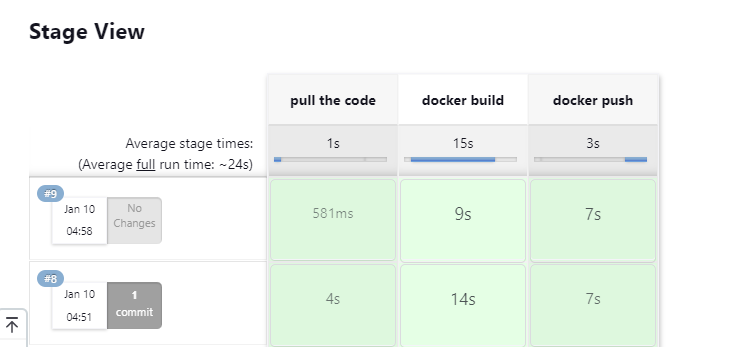 Stage View
pull the code docker build docker push
Average stage times: 1s 15s 3s
(Average full run time: ~24s)
#9
Jan 10 No Changes 581ms 9s 7s
04:58
#8
Jan 10 1 commit 4s 14s 7s
04:51